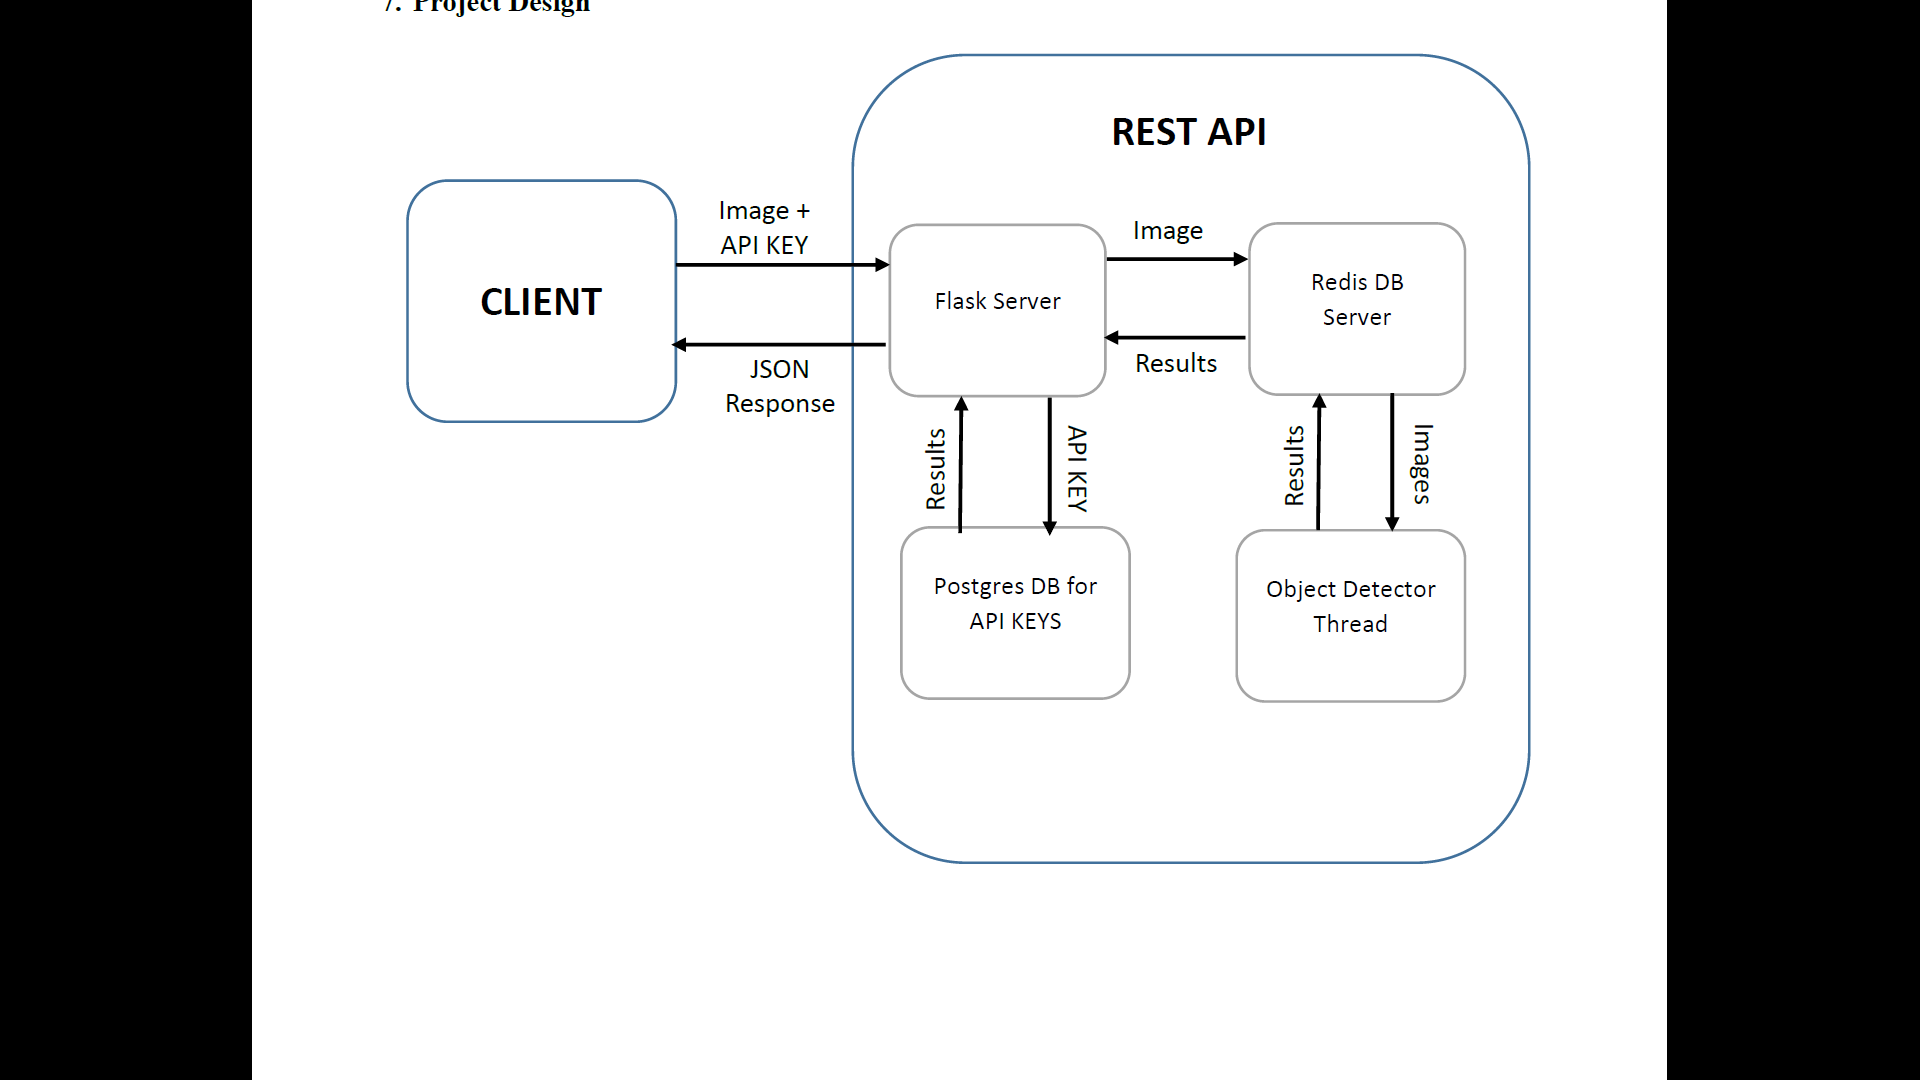 7. Project Design
REST API
Image +
API KEY
CLIENT
JSON
Response
Flask Server
Image
Results
Redis DB
Server
Results
API KEY
Results
Images
Postgres DB for
API KEYS
Object Detector
Thread